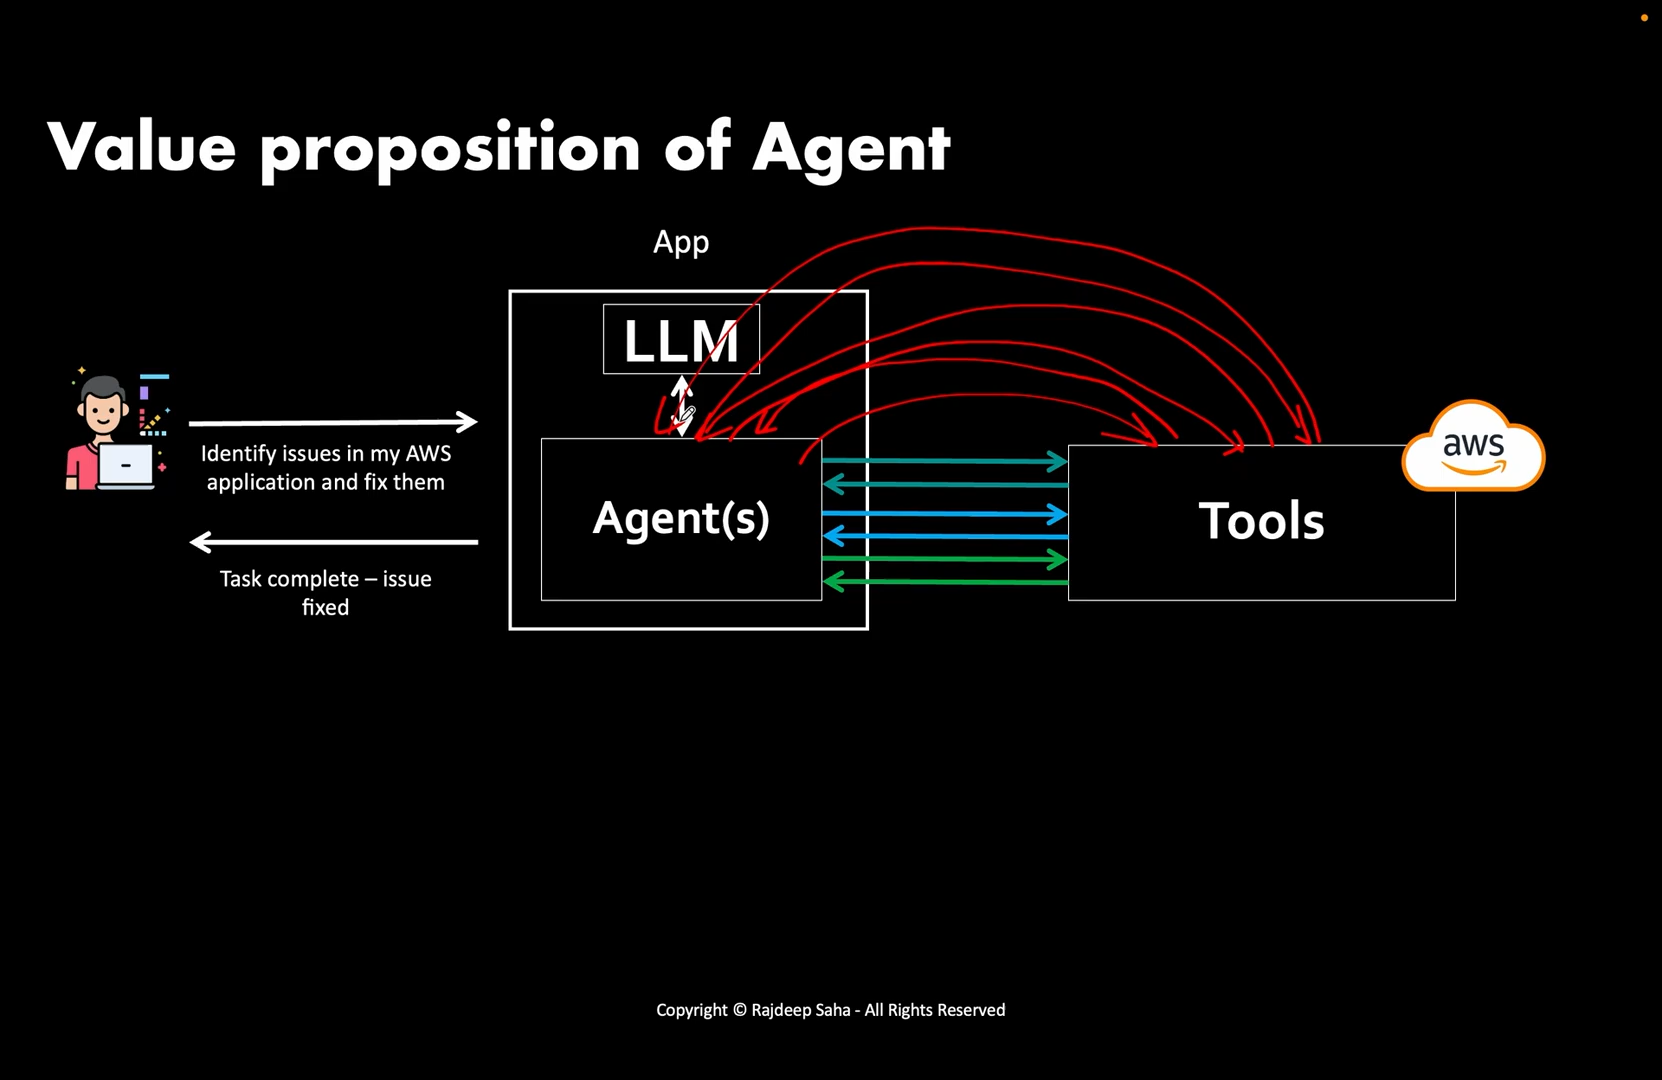 Value proposition of Agent
App
LLM
Identify issues in my AWS
application and fix them
Agent(s)
Tools
aws
Task complete – issue
fixed
Copyright © Rajdeep Saha - All Rights Reserved